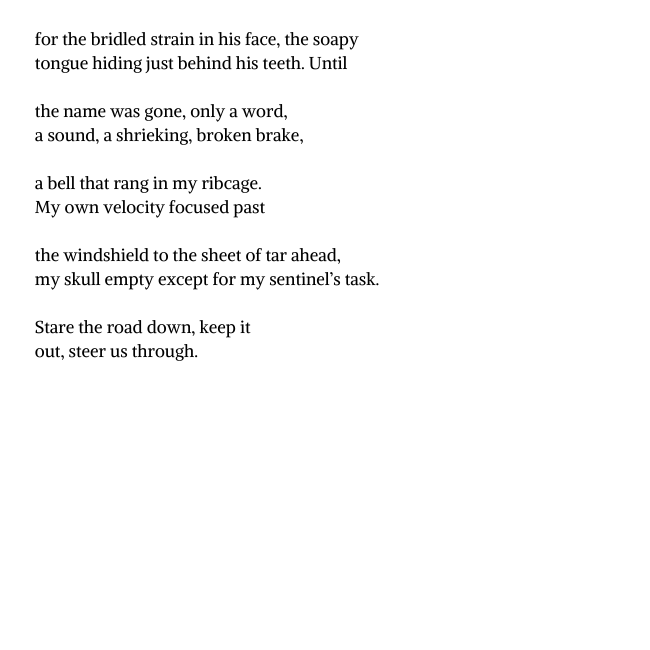 for the bridled strain in his face, the soapy
tongue hiding just behind his teeth. Until
the name was gone, only a word,
a sound, a shrieking, broken brake,
a bell that rang in my ribcage.
My own velocity focused past
the windshield to the sheet of tar ahead,
my skull empty except for my sentinel’s task.
Stare the road down, keep it
out, steer us through.